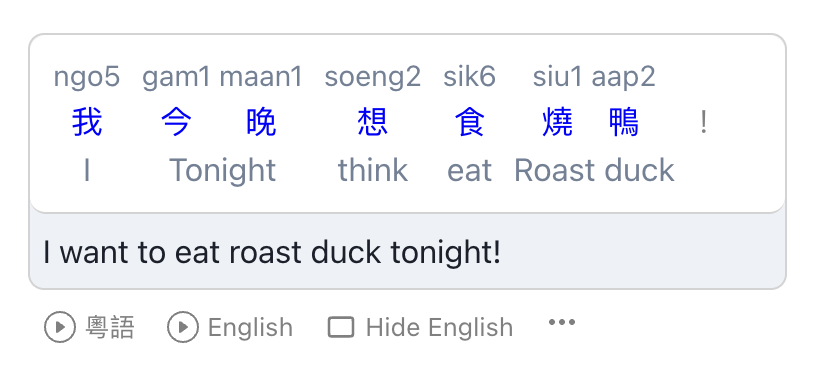 ngo5 gam1 maan1 soeng2 sik6 siu1 aap2
我 今 晚 想 食 燒 鴨 ！
I Tonight think eat Roast duck
I want to eat roast duck tonight!
粵語 English Hide English •••